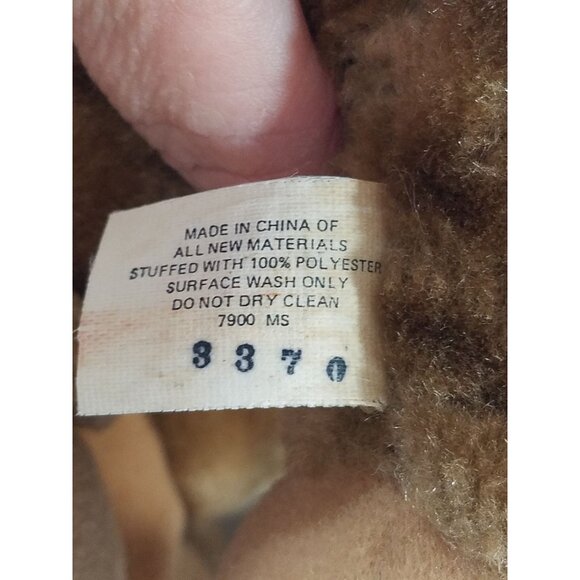 MADE IN CHINA OF
ALL NEW MATERIALS
STUFFED WITH 100% POLYESTER
SURFACE WASH ONLY
DO NOT DRY CLEAN
7900 MS
3370